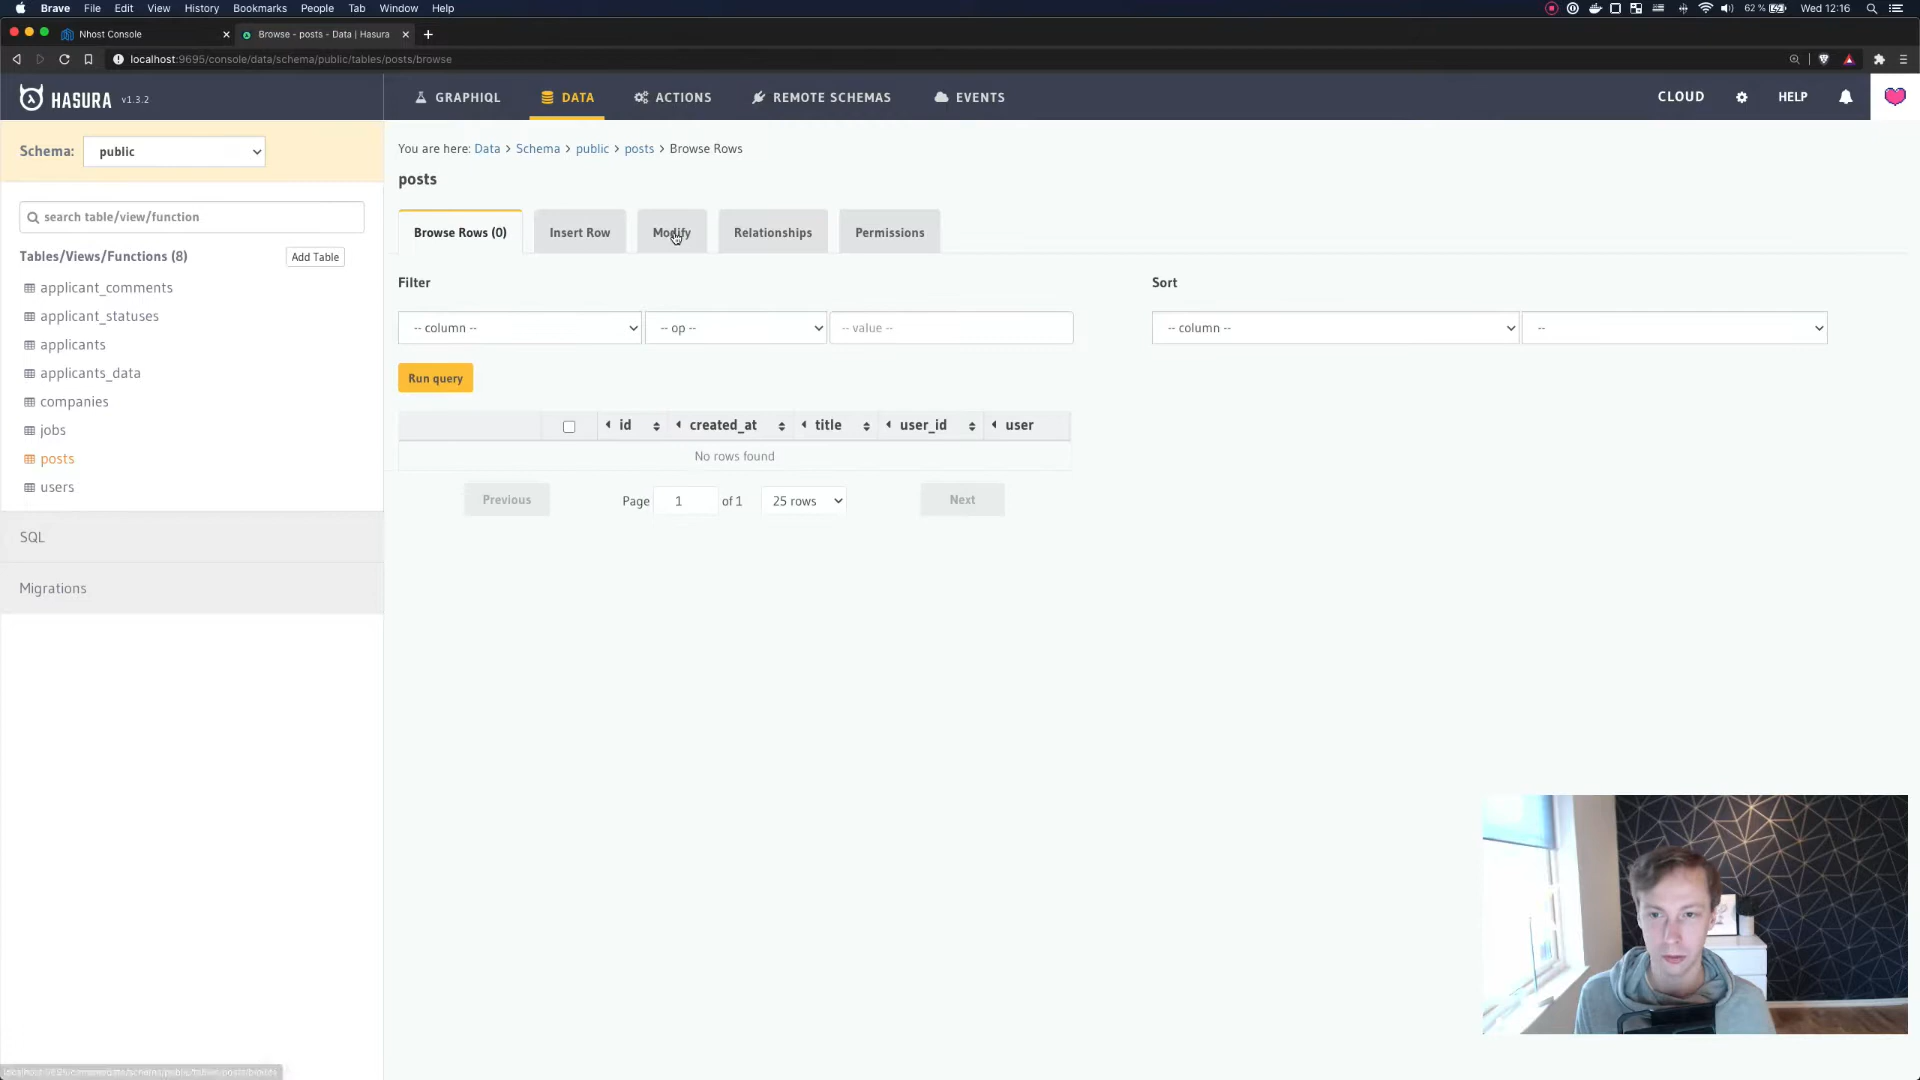 Brave File Edit View History Bookmarks People Tab Window Help
62 % Wed 12:16
Nhost Console
Browse - posts - Data | Hasura
localhost:9695/console/data/schema/public/tables/posts/browse
HASURA v1.3.2
GRAPHIQL DATA ACTIONS REMOTE SCHEMAS EVENTS
CLOUD HELP
Schema: public
You are here: Data > Schema > public > posts > Browse Rows
posts
search table/view/function
Browse Rows (0) Insert Row Modify Relationships Permissions
Tables/Views/Functions (8) Add Table
applicant_comments
applicant_statuses
applicants
applicants_data
companies
jobs
posts
users
SQL
Migrations
Filter Sort
-- column -- -- op -- -- value -- -- column -- --
Run query
id created_at title user_id user
No rows found
Previous Page 1 of 1 25 rows Next